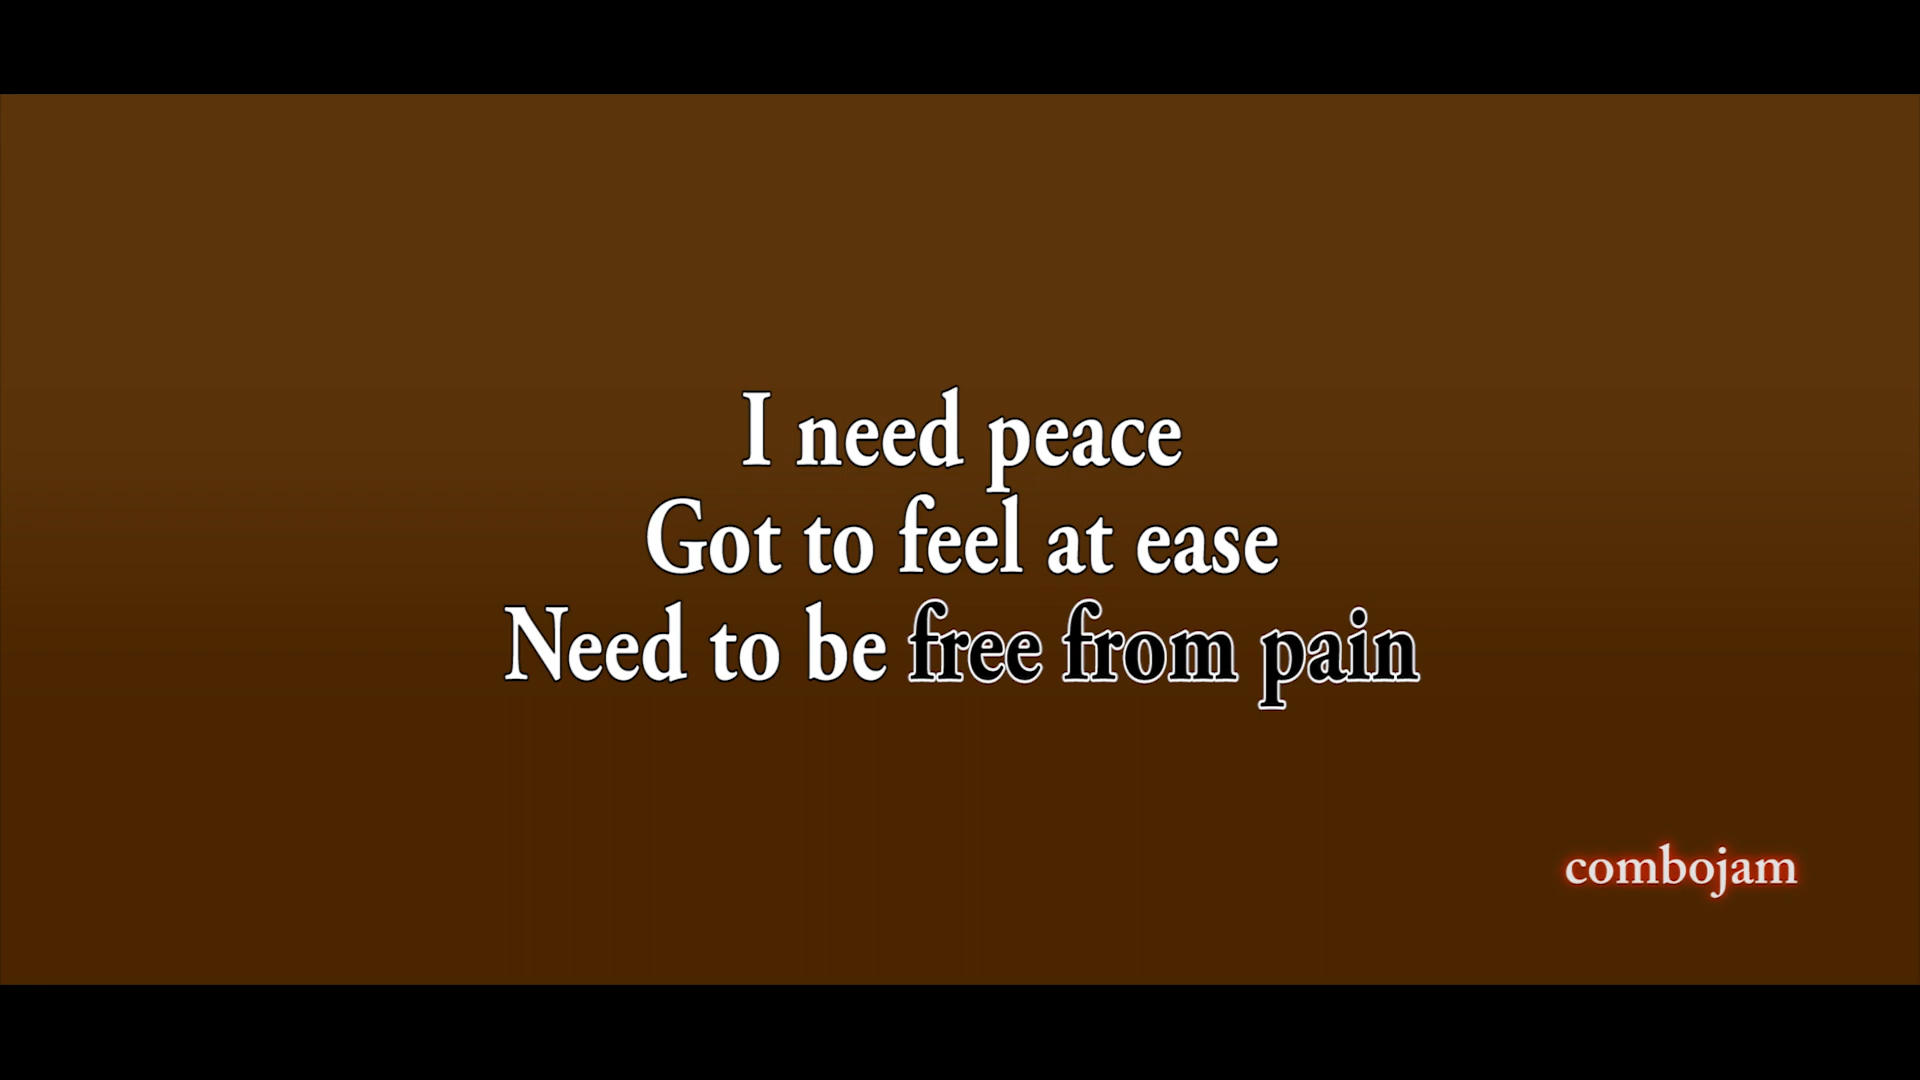 I need peace
Got to feel at ease
Need to be free from pain
combojam